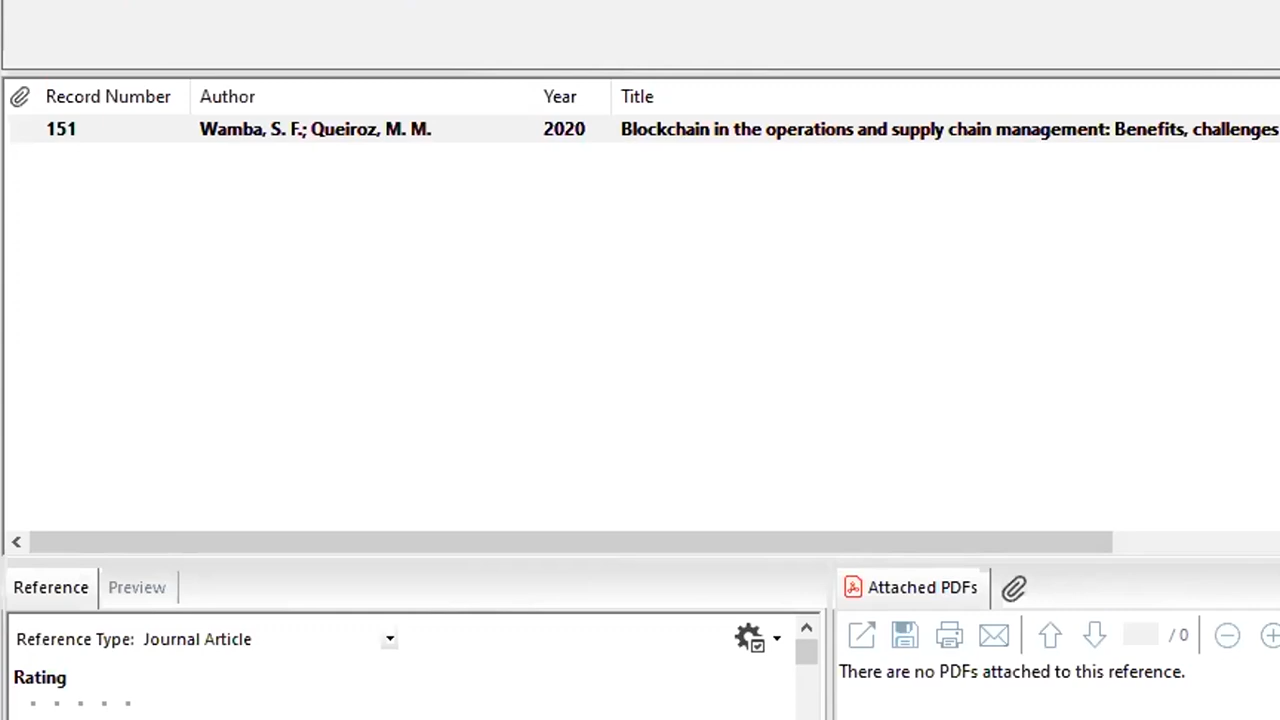 Record Number Author Year Title
151 Wamba, S. F.; Queiroz, M. M. 2020 Blockchain in the operations and supply chain management: Benefits, challenges
Reference Preview Attached PDFs
Reference Type: Journal Article
/ 0
Rating
There are no PDFs attached to this reference.